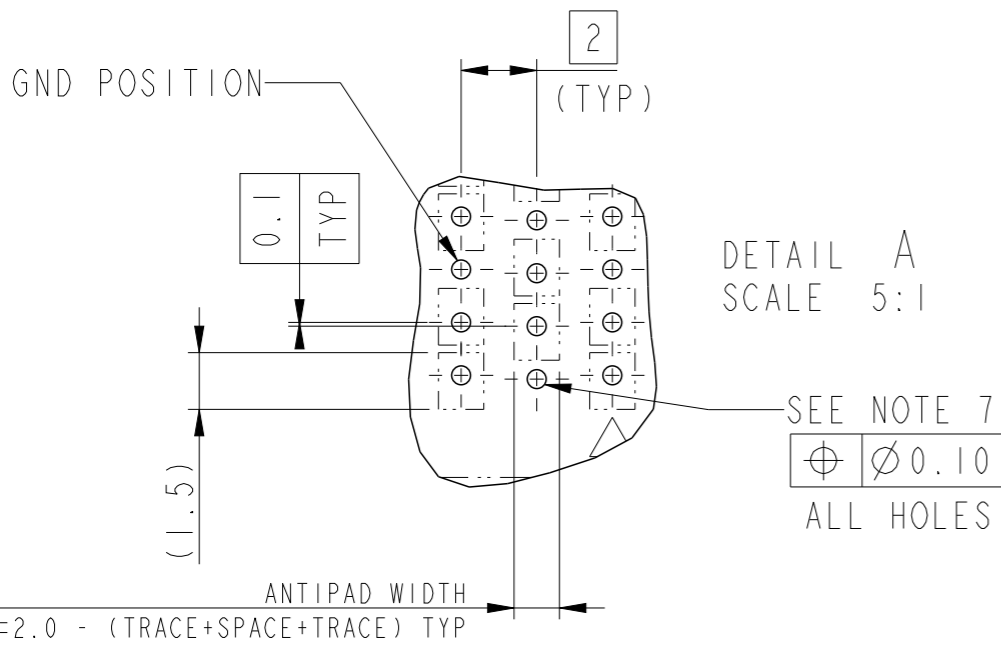 2
(TYP)
GND POSITION
0.1
TYP
DETAIL A
SCALE 5:1
SEE NOTE 7
⌖ ∅0.10
ALL HOLES
(1.5)
ANTIPAD WIDTH
=2.0 - (TRACE+SPACE+TRACE) TYP